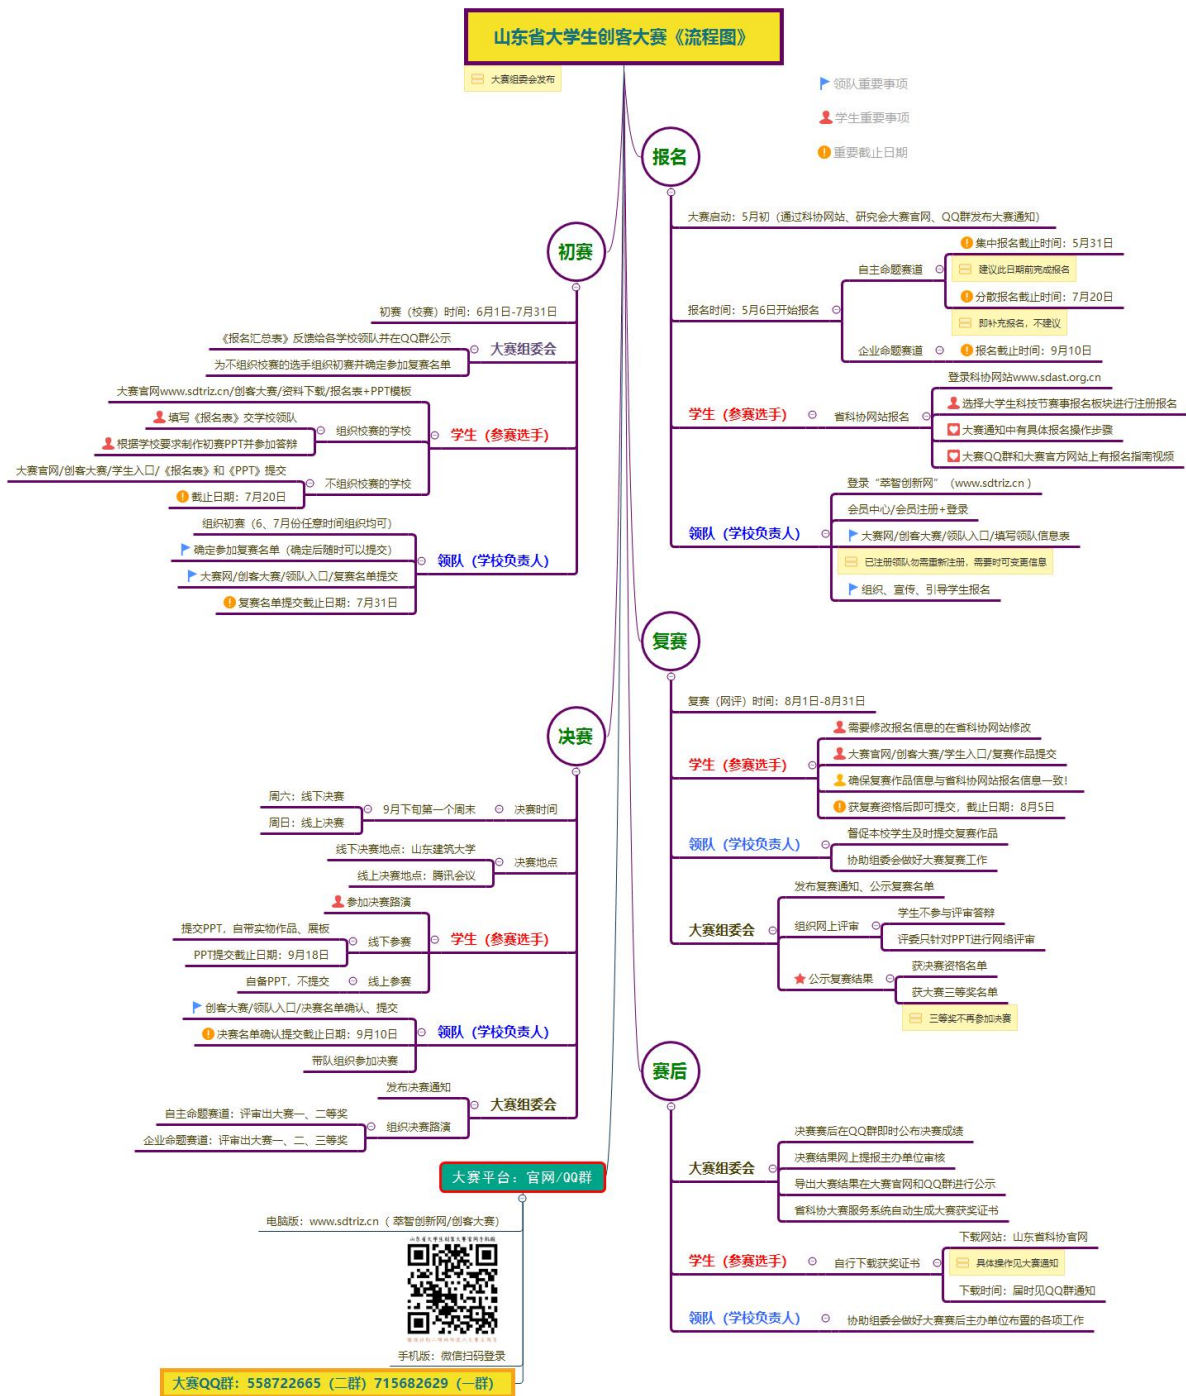 山东省大学生创客大赛《流程图》
大赛组委会发布
领队重要事项
学生重要事项
重要截止日期
报名
大赛启动：5月初（通过科协网站、研究会大赛官网、QQ群发布大赛通知）
报名时间：5月6日开始报名
自主命题赛道
集中报名截止时间：5月31日
建议此日期前完成报名
分散报名截止时间：7月20日
即补充报名，不建议
企业命题赛道
报名截止时间：9月10日
学生（参赛选手）
省科协网站报名
登录科协网站www.sdast.org.cn
选择大学生科技节赛事报名板块进行注册报名
大赛通知中有具体报名操作步骤
大赛QQ群和大赛官方网站上有报名指南视频
领队（学校负责人）
登录“萃智创新网”（www.sdtriz.cn ）
会员中心/会员注册+登录
大赛网/创客大赛/领队入口/填写领队信息表
已注册领队勿需重新注册，需要时可变更信息
组织、宣传、引导学生报名
初赛
初赛（校赛）时间：6月1日-7月31日
大赛组委会
《报名汇总表》反馈给各学校领队并在QQ群公示
为不组织校赛的选手组织初赛并确定参加复赛名单
学生（参赛选手）
大赛官网www.sdtriz.cn/创客大赛/资料下载/报名表+PPT模板
组织校赛的学校
填写《报名表》交学校领队
根据学校要求制作初赛PPT并参加答辩
不组织校赛的学校
大赛官网/创客大赛/学生入口/《报名表》和《PPT》提交
截止日期：7月20日
领队（学校负责人）
组织初赛（6、7月份任意时间组织均可）
确定参加复赛名单（确定后随时可以提交）
大赛网/创客大赛/领队入口/复赛名单提交
复赛名单提交截止日期：7月31日
复赛
复赛（网评）时间：8月1日-8月31日
学生（参赛选手）
需要修改报名信息的在省科协网站修改
大赛官网/创客大赛/学生入口/复赛作品提交
确保复赛作品信息与省科协网站报名信息一致！
获复赛资格后即可提交，截止日期：8月5日
领队（学校负责人）
督促本校学生及时提交复赛作品
协助组委会做好大赛复赛工作
大赛组委会
发布复赛通知、公示复赛名单
组织网上评审
学生不参与评审答辩
评委只针对PPT进行网络评审
公示复赛结果
获决赛资格名单
获大赛三等奖名单
三等奖不再参加决赛
决赛
决赛时间
9月下旬第一个周末
周六：线下决赛
周日：线上决赛
决赛地点
线下决赛地点：山东建筑大学
线上决赛地点：腾讯会议
学生（参赛选手）
参加决赛路演
线下参赛
提交PPT，自带实物作品、展板
PPT提交截止日期：9月18日
线上参赛
自备PPT，不提交
领队（学校负责人）
创客大赛/领队入口/决赛名单确认、提交
决赛名单确认提交截止日期：9月10日
带队组织参加决赛
大赛组委会
发布决赛通知
组织决赛路演
自主命题赛道：评审出大赛一、二等奖
企业命题赛道：评审出大赛一、二、三等奖
赛后
大赛组委会
决赛赛后在QQ群即时公布决赛成绩
决赛结果网上提报主办单位审核
导出大赛结果在大赛官网和QQ群进行公示
省科协大赛服务系统自动生成大赛获奖证书
学生（参赛选手）
自行下载获奖证书
下载网站：山东省科协官网
具体操作见大赛通知
下载时间：届时见QQ群通知
领队（学校负责人）
协助组委会做好大赛赛后主办单位布置的各项工作
大赛平台：官网/QQ群
电脑版：www.sdtriz.cn（ 萃智创新网/创客大赛）
山东省大学生创客大赛官网手机版
手机版：微信扫码登录
大赛QQ群：558722665（二群）715682629（一群）